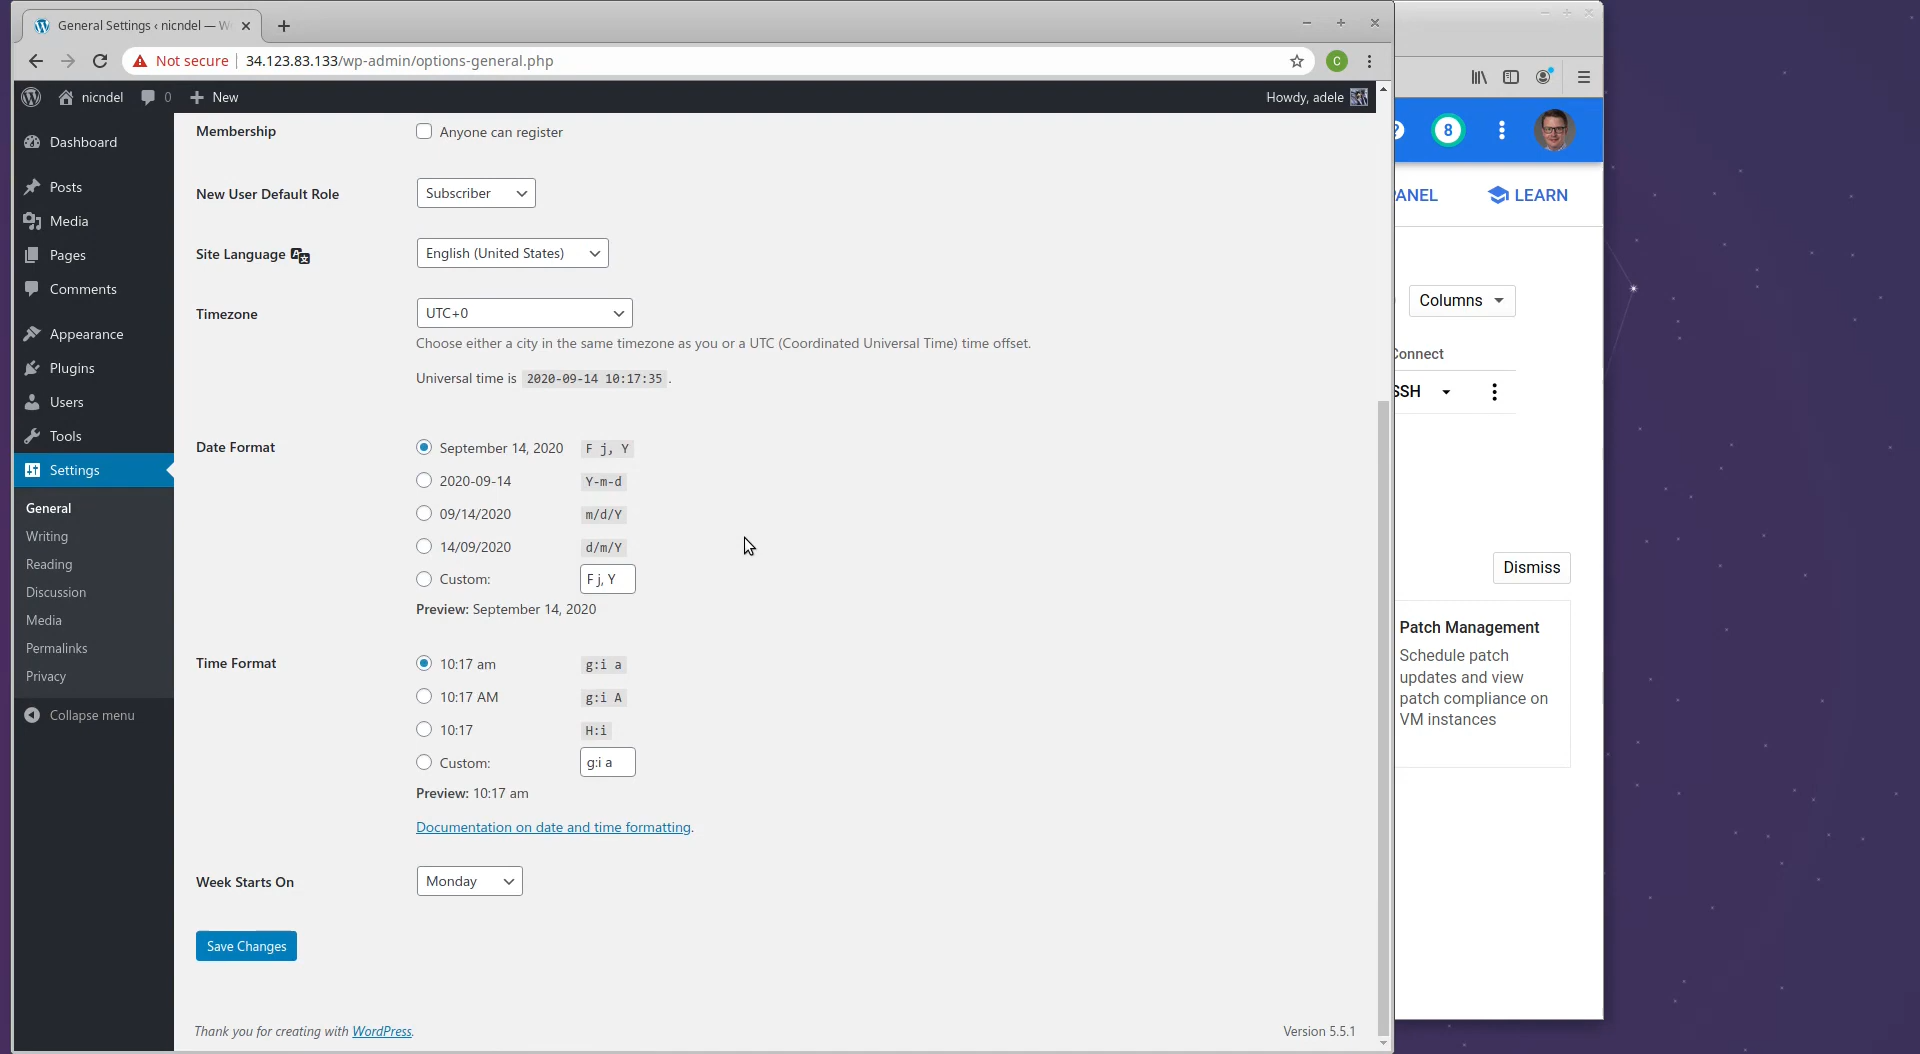 General Settings ‹ nicndel — W
Not secure
34.123.83.133/wp-admin/options-general.php
C
nicndel
0
New
Howdy, adele
Dashboard
Posts
Media
Pages
Comments
Appearance
Plugins
Users
Tools
Settings
General
Writing
Reading
Discussion
Media
Permalinks
Privacy
Collapse menu
Membership
Anyone can register
New User Default Role
Subscriber
Site Language
English (United States)
Timezone
UTC+0
Choose either a city in the same timezone as you or a UTC (Coordinated Universal Time) time offset.
Universal time is 2020-09-14 10:17:35 .
Date Format
September 14, 2020 F j, Y
2020-09-14 Y-m-d
09/14/2020 m/d/Y
14/09/2020 d/m/Y
Custom: F j, Y
Preview: September 14, 2020
Time Format
10:17 am g:i a
10:17 AM g:i A
10:17 H:i
Custom: g:i a
Preview: 10:17 am
Documentation on date and time formatting.
Week Starts On
Monday
Save Changes
Thank you for creating with WordPress.
Version 5.5.1
8
ANEL
LEARN
Columns
Connect
SSH
Dismiss
Patch Management
Schedule patch
updates and view
patch compliance on
VM instances